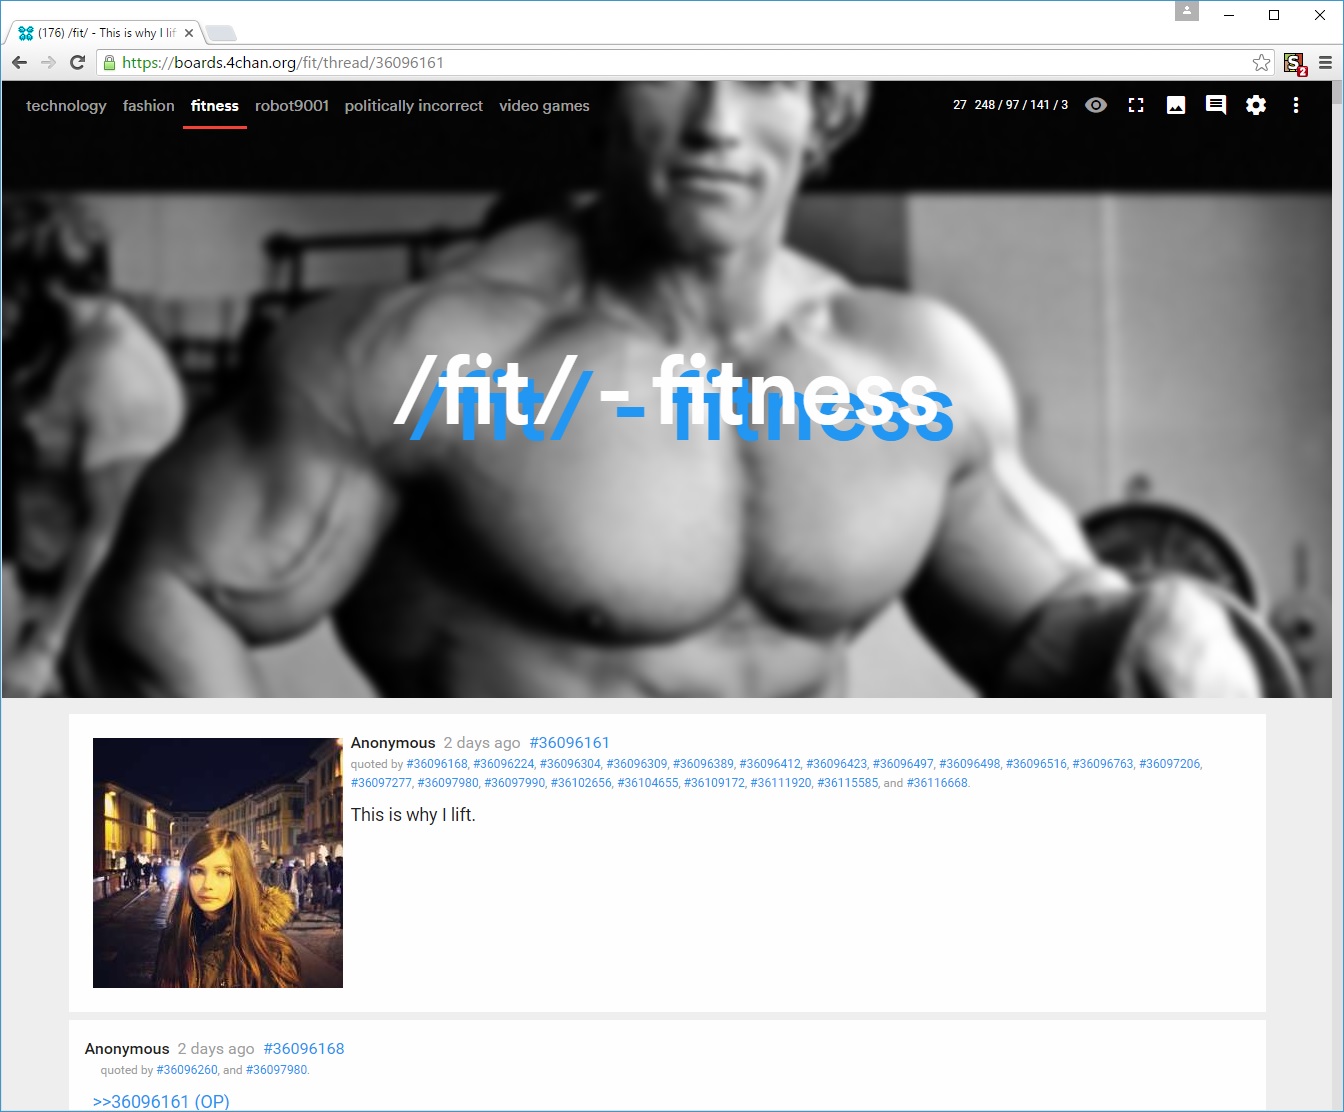 (176) /fit/ - This is why I lif
https://boards.4chan.org/fit/thread/36096161
S
2
technology fashion fitness robot9001 politically incorrect video games
27 248 / 97 / 141 / 3
/fit/ - fitness
Anonymous 2 days ago #36096161
quoted by #36096168, #36096224, #36096304, #36096309, #36096389, #36096412, #36096423, #36096497, #36096498, #36096516, #36096763, #36097206,
#36097277, #36097980, #36097990, #36102656, #36104655, #36109172, #36111920, #36115585, and #36116668.
This is why I lift.
Anonymous 2 days ago #36096168
quoted by #36096260, and #36097980.
>>36096161 (OP)